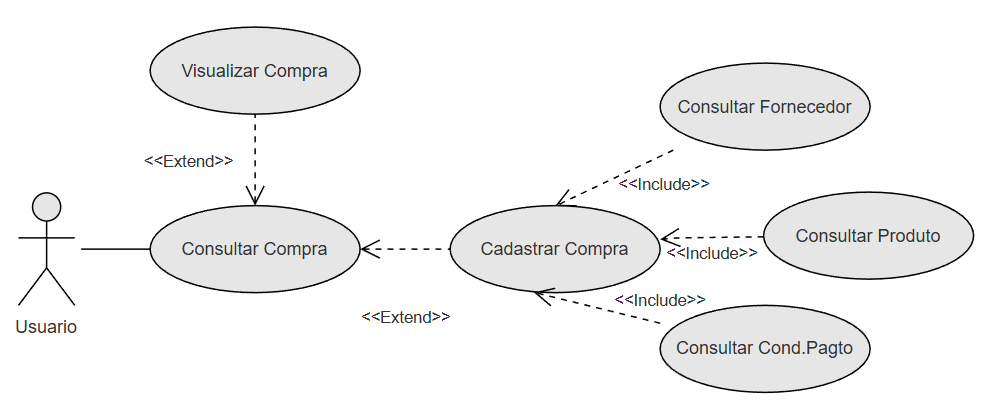 Visualizar Compra
Consultar Fornecedor
<<Extend>>
<<Include>>
Consultar Compra
Cadastrar Compra
Consultar Produto
<<Include>>
<<Include>>
<<Extend>>
Usuario
Consultar Cond.Pagto